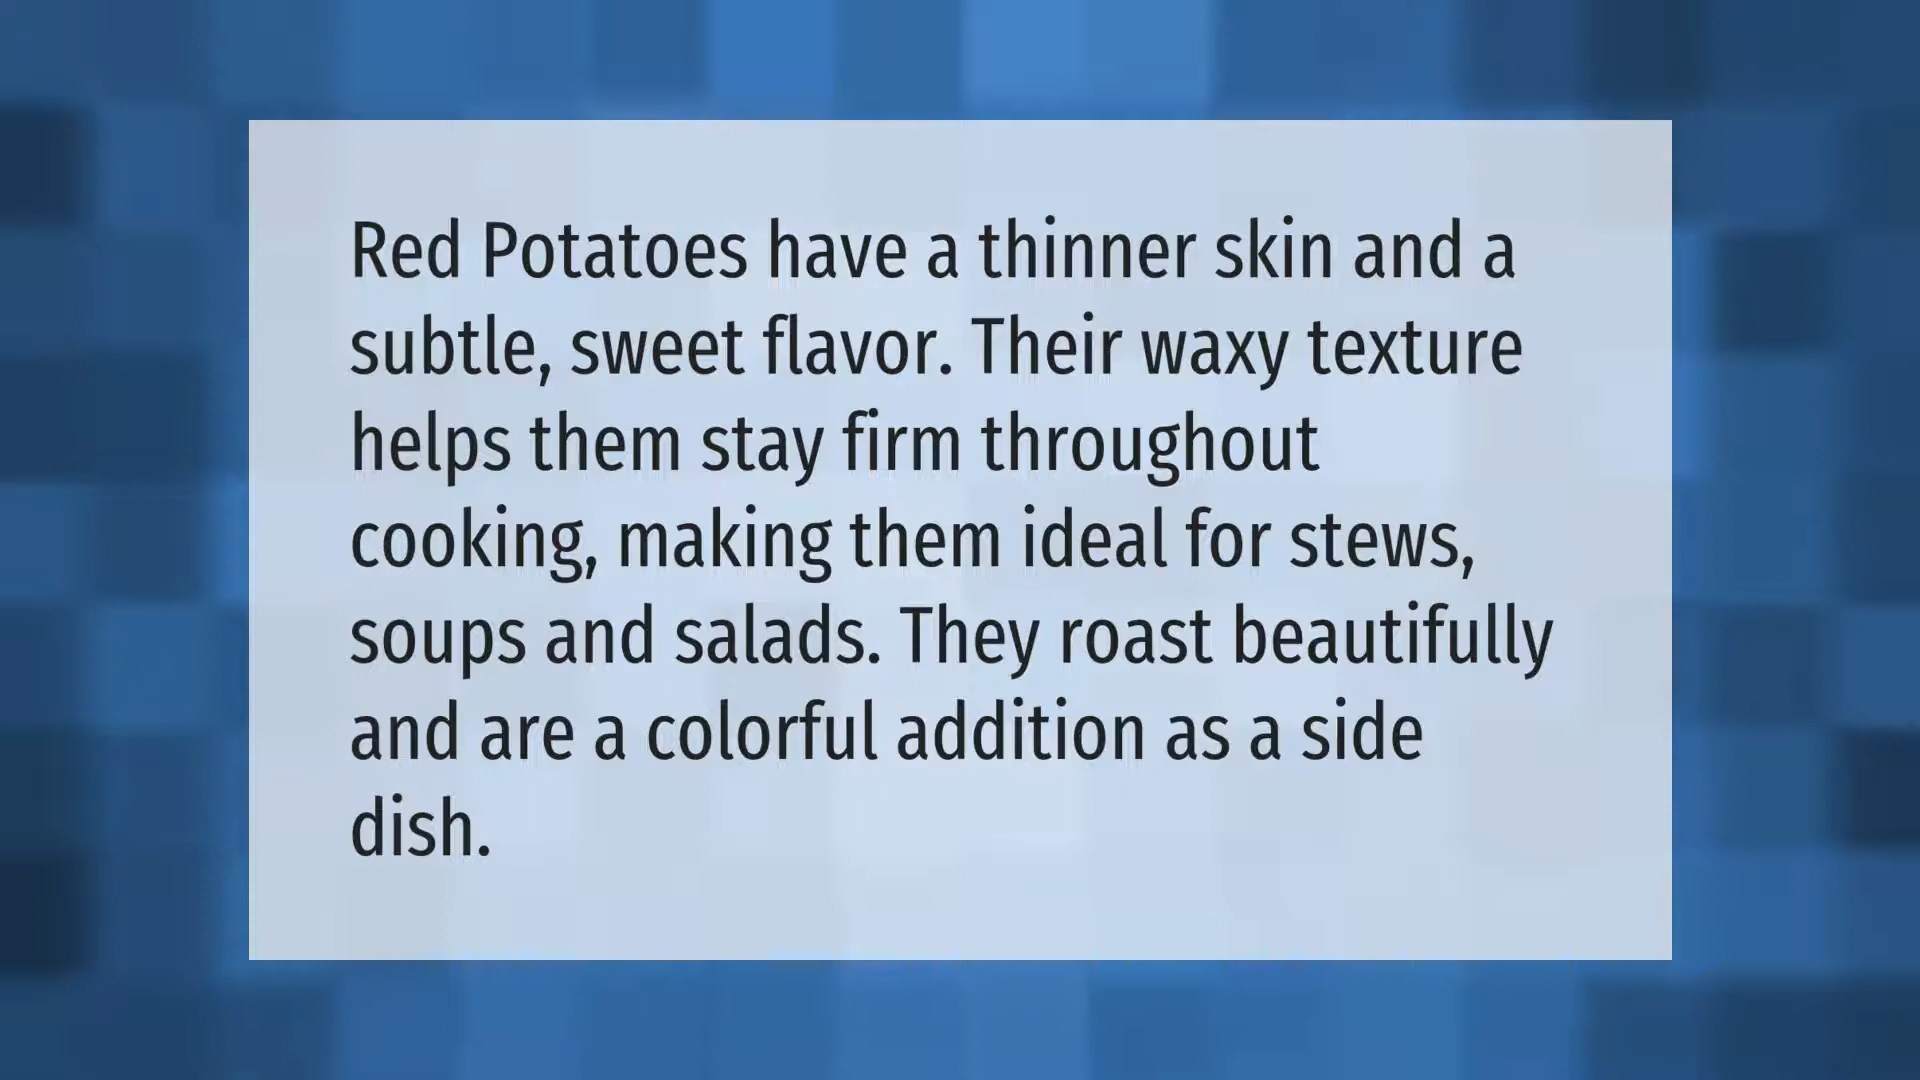 Red Potatoes have a thinner skin and a
subtle, sweet flavor. Their waxy texture
helps them stay firm throughout
cooking, making them ideal for stews,
soups and salads. They roast beautifully
and are a colorful addition as a side
dish.